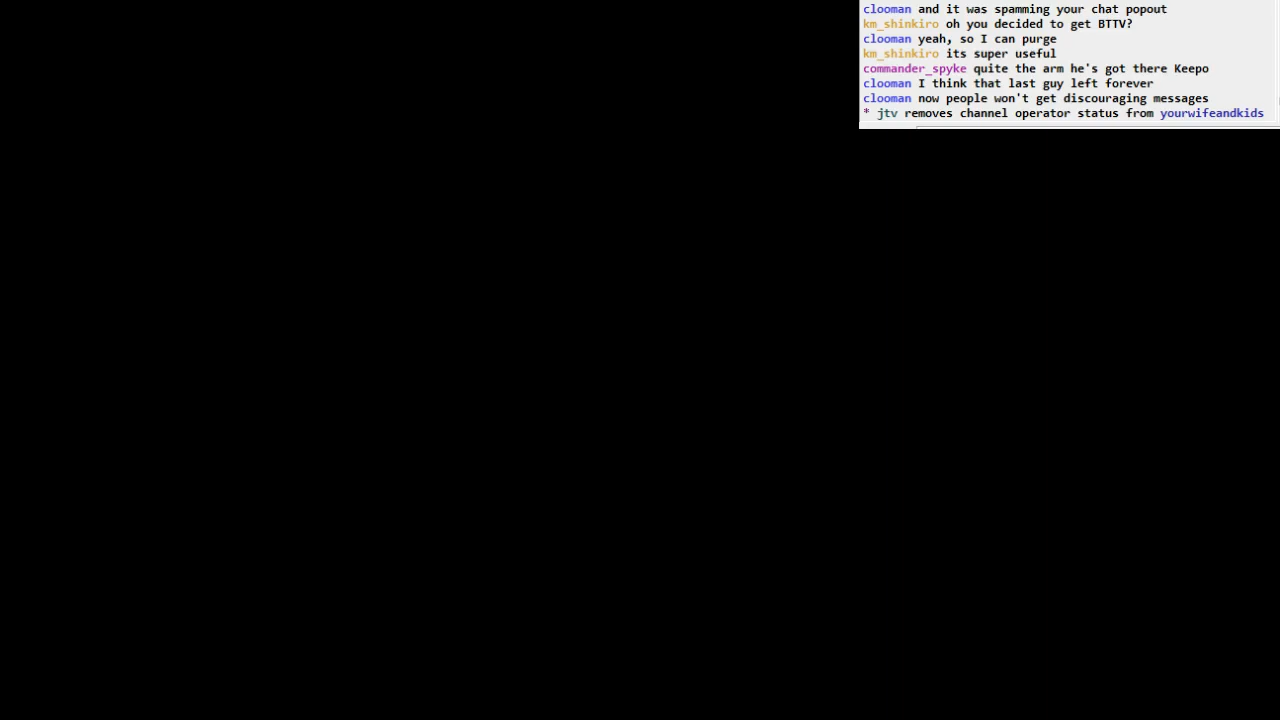 clooman and it was spamming your chat popout
km_shinkiro oh you decided to get BTTV?
clooman yeah, so I can purge
km_shinkiro its super useful
commander_spyke quite the arm he's got there Keepo
clooman I think that last guy left forever
clooman now people won't get discouraging messages
* jtv removes channel operator status from yourwifeandkids